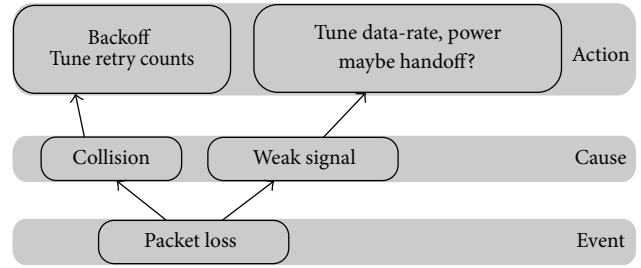 Backoff
Tune retry counts
Tune data-rate, power
maybe handoff?
Action
Collision
Weak signal
Cause
Packet loss
Event